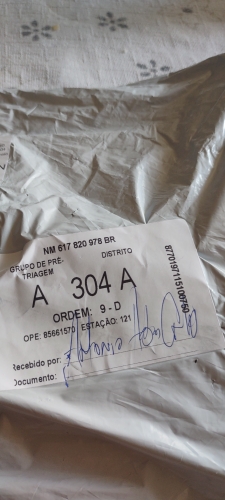 NM 617 820 978 BR
GRUPO DE PRÉ-TRIAGEM
DISTRITO
A 304 A
ORDEM: 9 - D
OPE: 85661570 ESTAÇÃO: 121
Recebido por:
Documento: